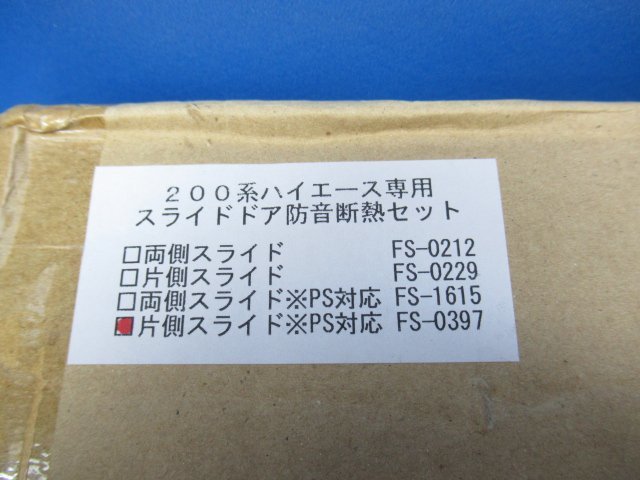 ２００系ハイエース専用
スライドドア防音断熱セット
□両側スライド FS-0212
□片側スライド FS-0229
□両側スライド※PS対応 FS-1615
■片側スライド※PS対応 FS-0397